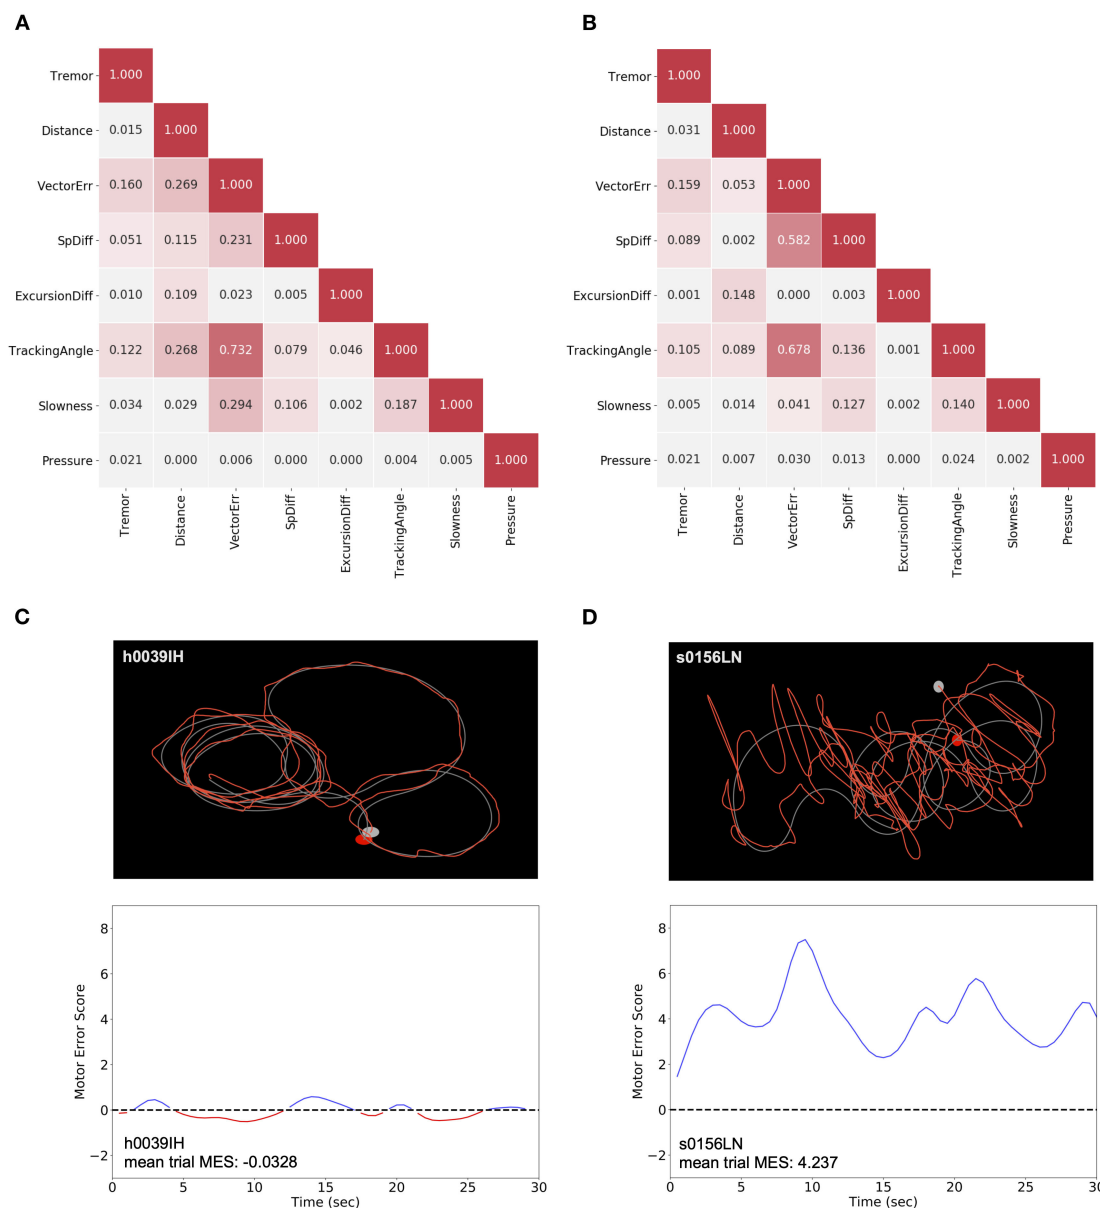 A
Tremor 1.000
Distance 0.015 1.000
VectorErr 0.160 0.269 1.000
SpDiff 0.051 0.115 0.231 1.000
ExcursionDiff 0.010 0.109 0.023 0.005 1.000
TrackingAngle 0.122 0.268 0.732 0.079 0.046 1.000
Slowness 0.034 0.029 0.294 0.106 0.002 0.187 1.000
Pressure 0.021 0.000 0.006 0.000 0.000 0.004 0.005 1.000
Tremor Distance VectorErr SpDiff ExcursionDiff TrackingAngle Slowness Pressure
B
Tremor 1.000
Distance 0.031 1.000
VectorErr 0.159 0.053 1.000
SpDiff 0.089 0.002 0.582 1.000
ExcursionDiff 0.001 0.148 0.000 0.003 1.000
TrackingAngle 0.105 0.089 0.678 0.136 0.001 1.000
Slowness 0.005 0.014 0.041 0.127 0.002 0.140 1.000
Pressure 0.021 0.007 0.030 0.013 0.000 0.024 0.002 1.000
Tremor Distance VectorErr SpDiff ExcursionDiff TrackingAngle Slowness Pressure
C
h0039IH
Motor Error Score
8
6
4
2
0
−2
h0039IH
mean trial MES: -0.0328
0 5 10 15 20 25 30
Time (sec)
D
s0156LN
Motor Error Score
8
6
4
2
0
−2
s0156LN
mean trial MES: 4.237
0 5 10 15 20 25 30
Time (sec)